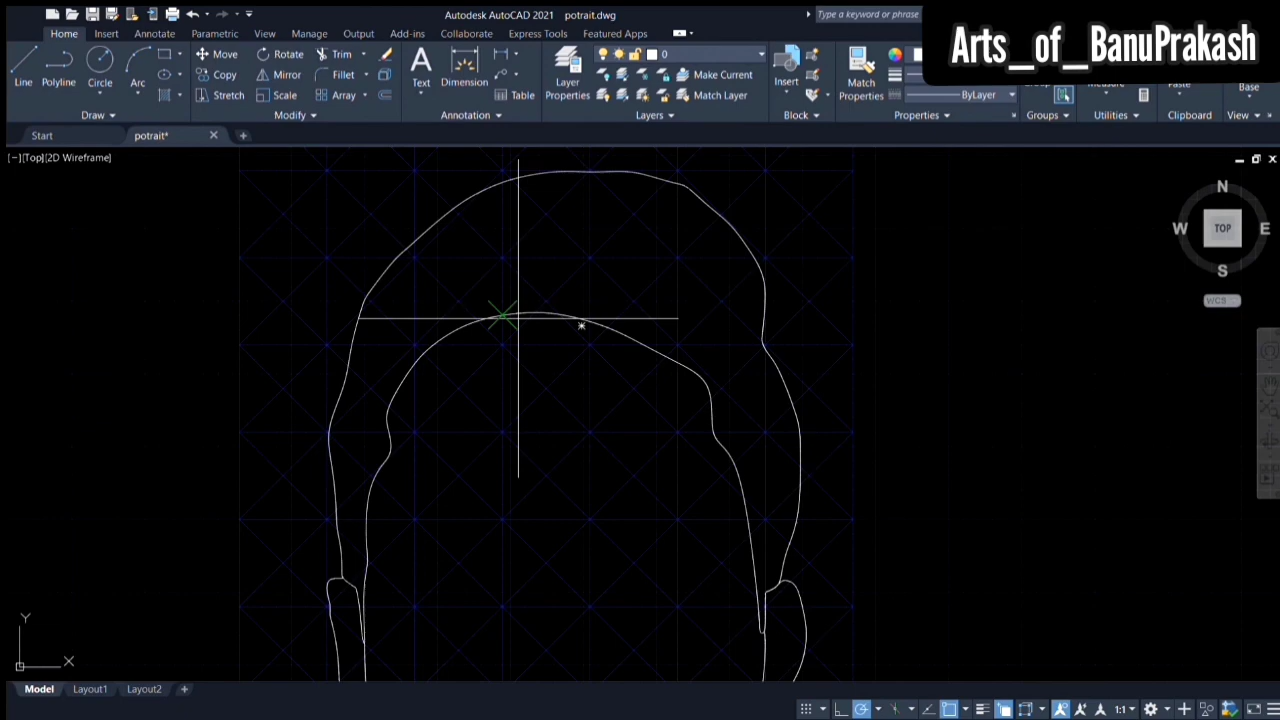 Autodesk AutoCAD 2021 potrait.dwg
Type a keyword or phrase
Arts__of__BanuPrakash
Home Insert Annotate Parametric View Manage Output Add-ins Collaborate Express Tools Featured Apps
Line Polyline Circle Arc
Move Rotate Trim
Copy Mirror Fillet
Stretch Scale Array
Text Dimension Table
Layer Properties
0
Make Current
Match Layer
Insert
Match Properties
ByLayer
Base
Draw Modify Annotation Layers Block Properties Groups Utilities Clipboard View
Start potrait*
[−][Top][2D Wireframe]
N
W TOP E
S
WCS
Y
X
Model Layout1 Layout2
1:1